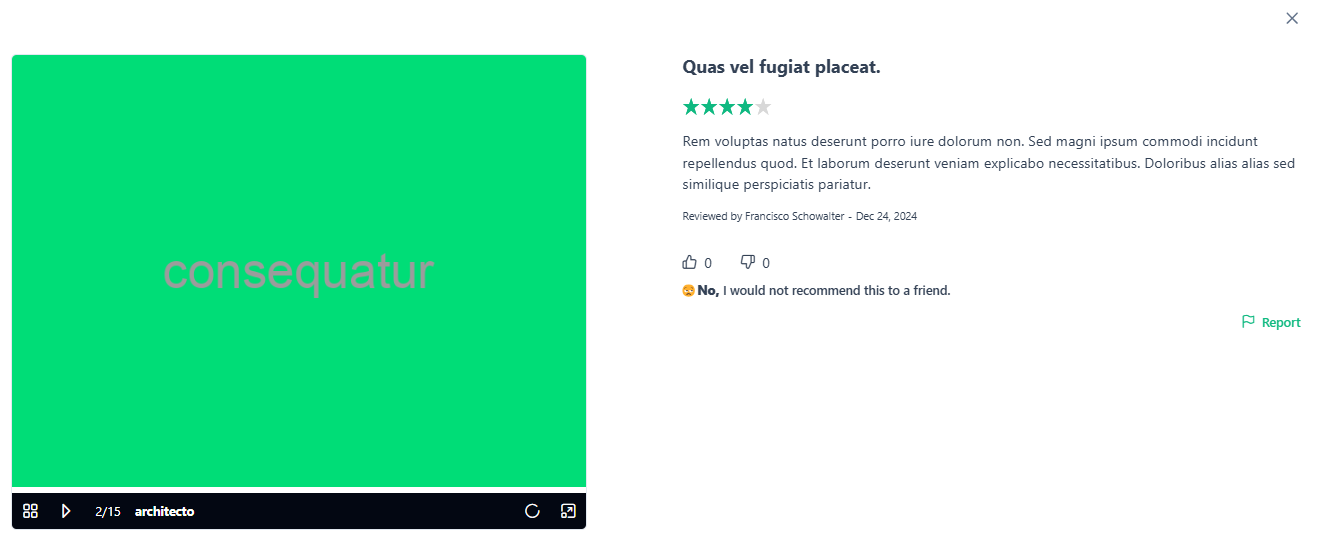 consequatur
2/15 architecto
Quas vel fugiat placeat.
Rem voluptas natus deserunt porro iure dolorum non. Sed magni ipsum commodi incidunt
repellendus quod. Et laborum deserunt veniam explicabo necessitatibus. Doloribus alias alias sed
similique perspiciatis pariatur.
Reviewed by Francisco Schowalter - Dec 24, 2024
0 0
No, I would not recommend this to a friend.
Report